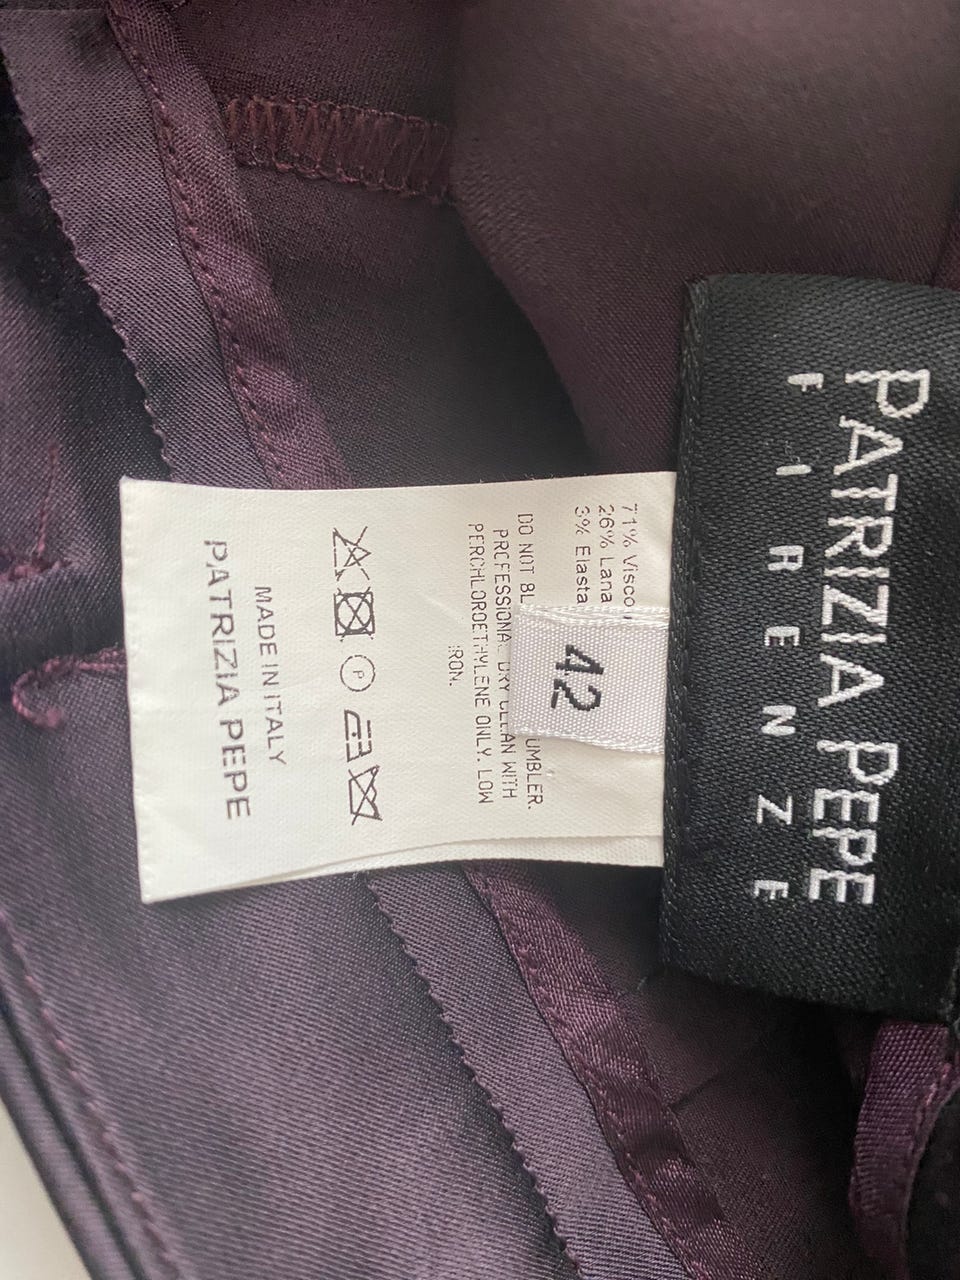 PATRIZIA PEPE
FIRENZE
42
71% Visco
26% Lana
3% Elasta
DO NOT BL UMBLER.
PROFESSIONAL DRY CLEAN WITH
PERCHLOROETHYLENE ONLY. LOW
IRON.
P
MADE IN ITALY
PATRIZIA PEPE